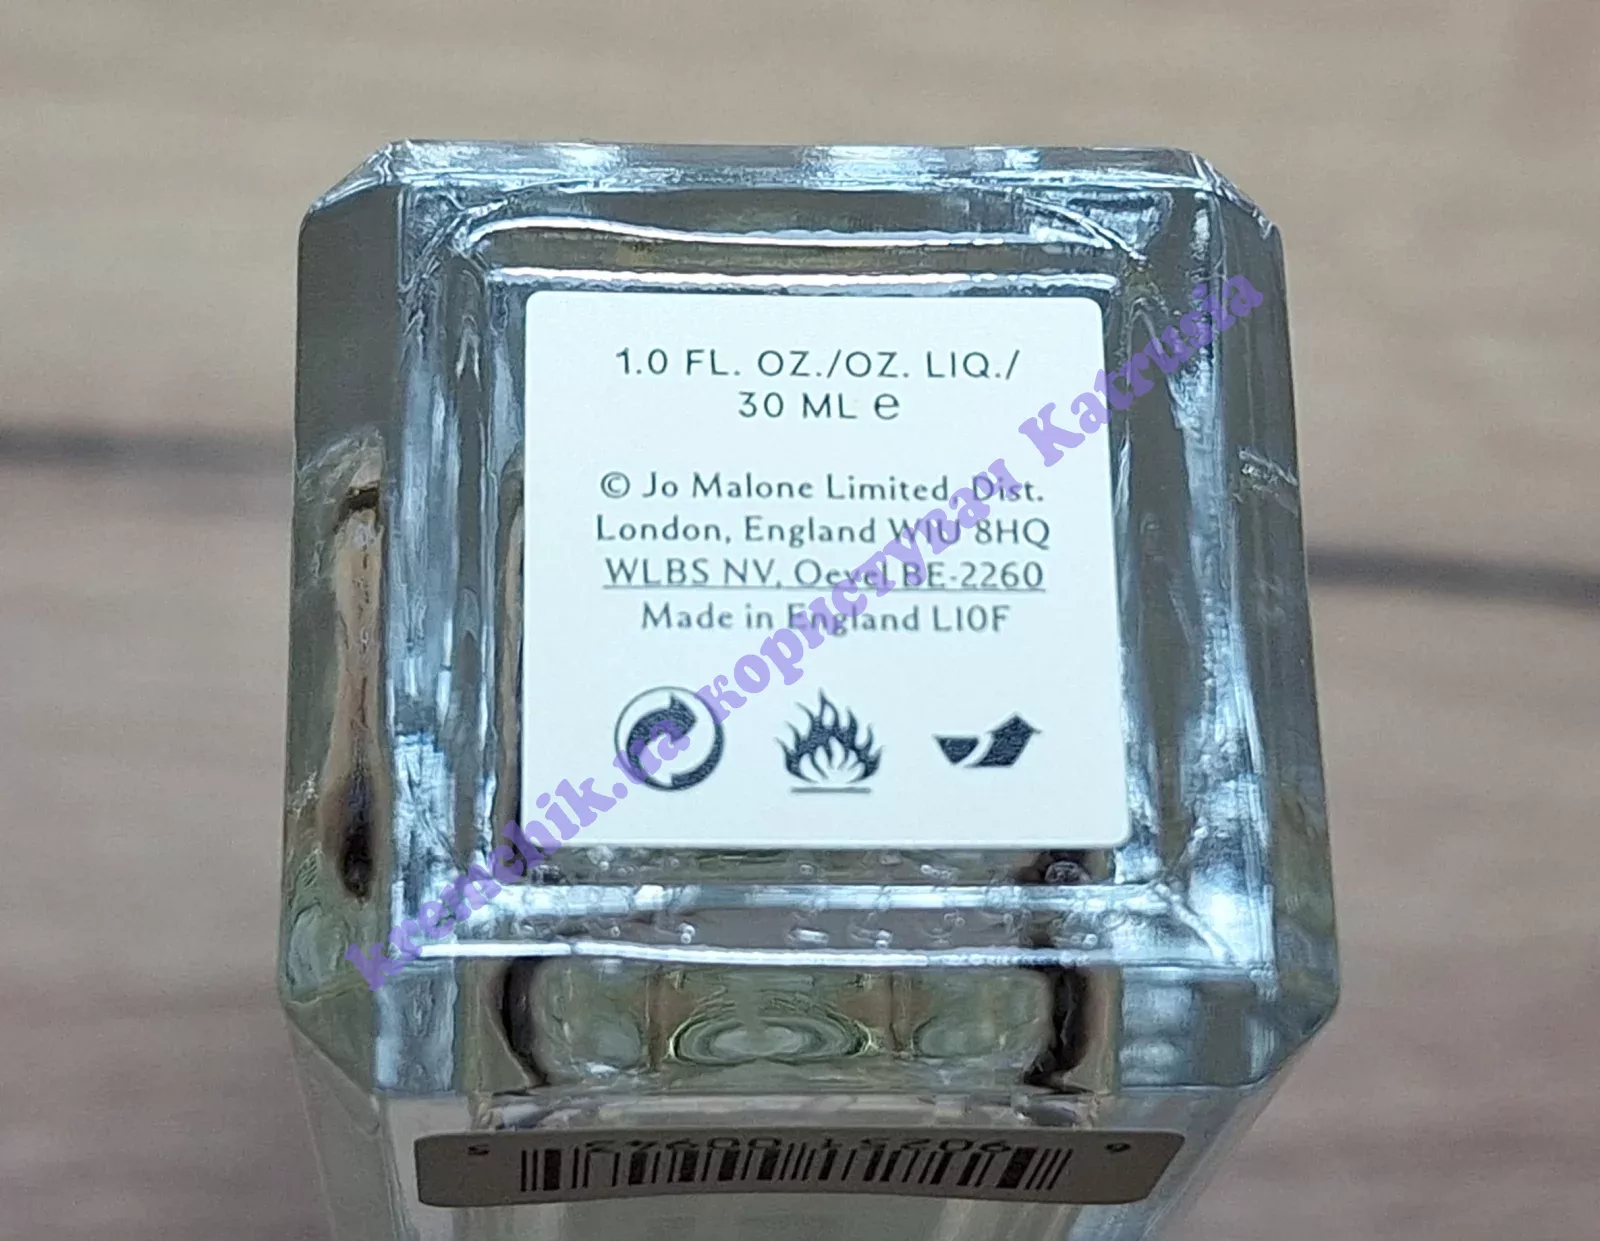 1.0 FL. OZ./OZ. LIQ./
30 ML ℮
© Jo Malone Limited, Dist.
London, England W1U 8HQ
WLBS NV, Oevel BE-2260
Made in England L10F
kremchik.ua користувач Katrusia